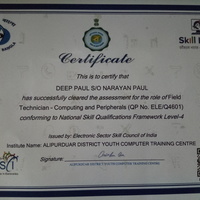 Skill
Certificate
This is to certify that
DEEP PAUL S/O NARAYAN PAUL
has successfully cleared the assessment for the role of Field
Technician - Computing and Peripherals (QP No. ELE/Q4601)
conforming to National Skill Qualifications Framework Level-4
Issued by: Electronic Sector Skill Council of India
AVTI Name: ALIPURDUAR DISTRICT YOUTH COMPUTER TRAINING CENTRE
Signature: